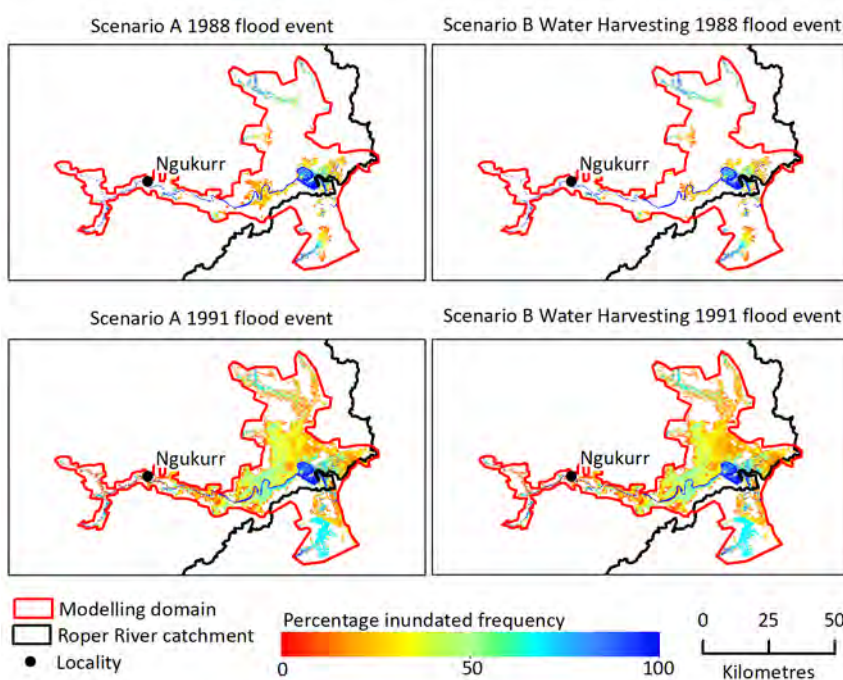 Scenario A 1988 flood event
Scenario B Water Harvesting 1988 flood event
Ngukurr
Ngukurr
Scenario A 1991 flood event
Scenario B Water Harvesting 1991 flood event
Ngukurr
Ngukurr
Modelling domain
Roper River catchment
Locality
Percentage inundated frequency
0 50 100
0 25 50
Kilometres